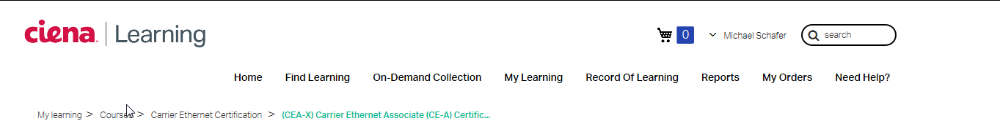 ciena. Learning
0 Michael Schafer search
Home Find Learning On-Demand Collection My Learning Record Of Learning Reports My Orders Need Help?
My learning > Courses > Carrier Ethernet Certification > (CEA-X) Carrier Ethernet Associate (CE-A) Certific...